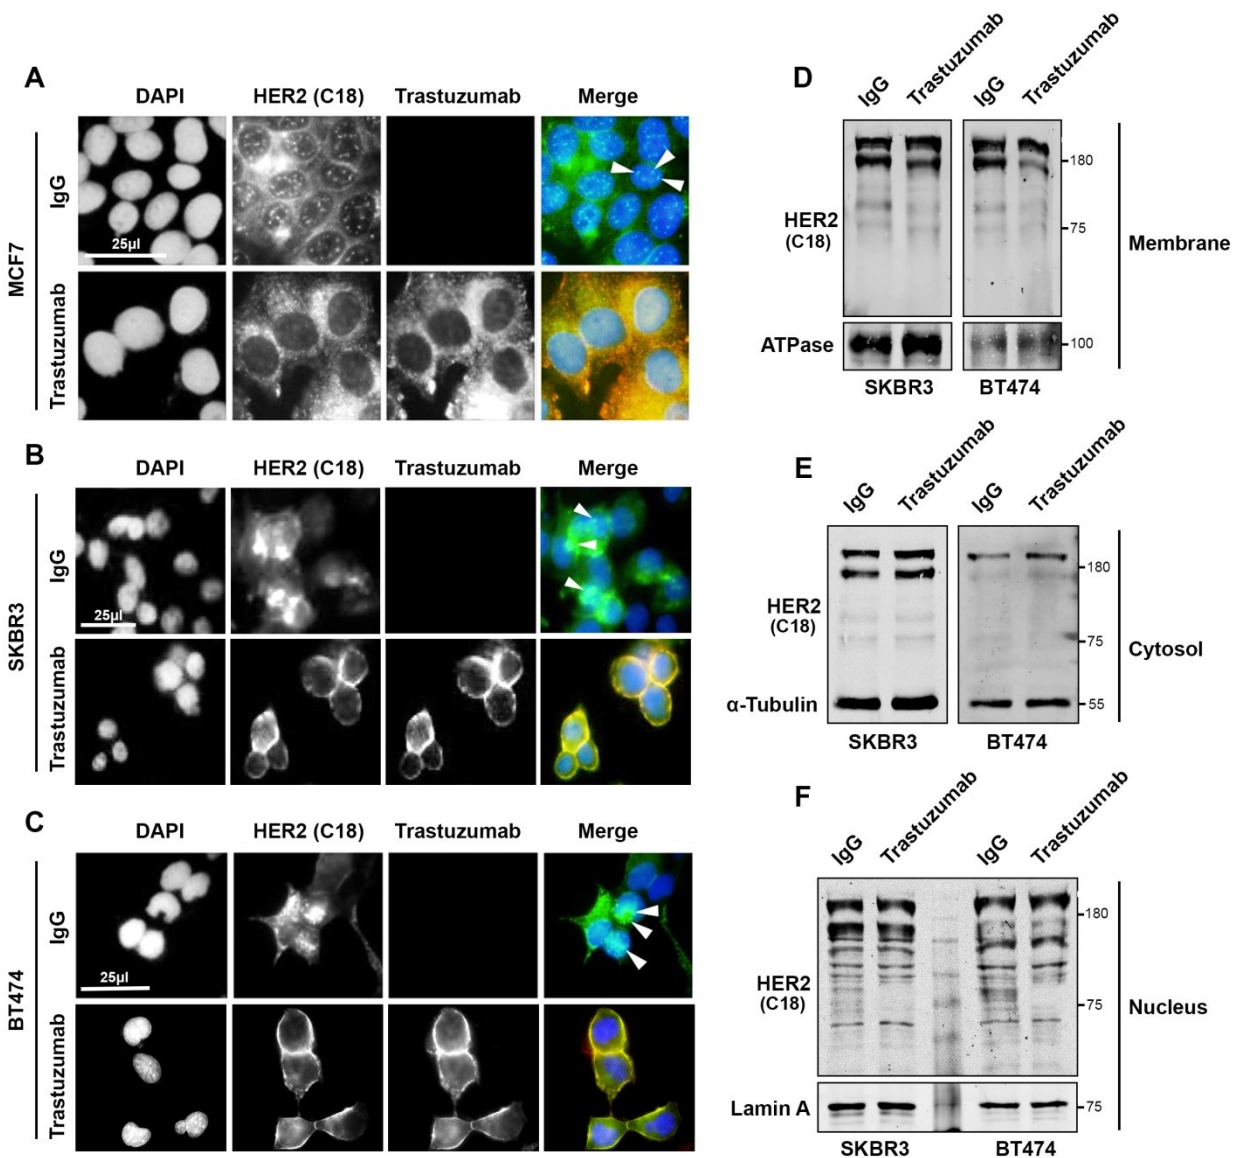 A
DAPI HER2 (C18) Trastuzumab Merge
MCF7
IgG
25µl
Trastuzumab
B
DAPI HER2 (C18) Trastuzumab Merge
SKBR3
IgG
25µl
Trastuzumab
C
DAPI HER2 (C18) Trastuzumab Merge
BT474
IgG
25µl
Trastuzumab
D
IgG Trastuzumab IgG Trastuzumab
180
HER2
(C18)
75
Membrane
ATPase
100
SKBR3 BT474
E
IgG Trastuzumab IgG Trastuzumab
180
HER2
(C18)
75
Cytosol
α-Tubulin
55
SKBR3 BT474
F
IgG Trastuzumab IgG Trastuzumab
180
HER2
(C18)
75
Nucleus
Lamin A
75
SKBR3 BT474